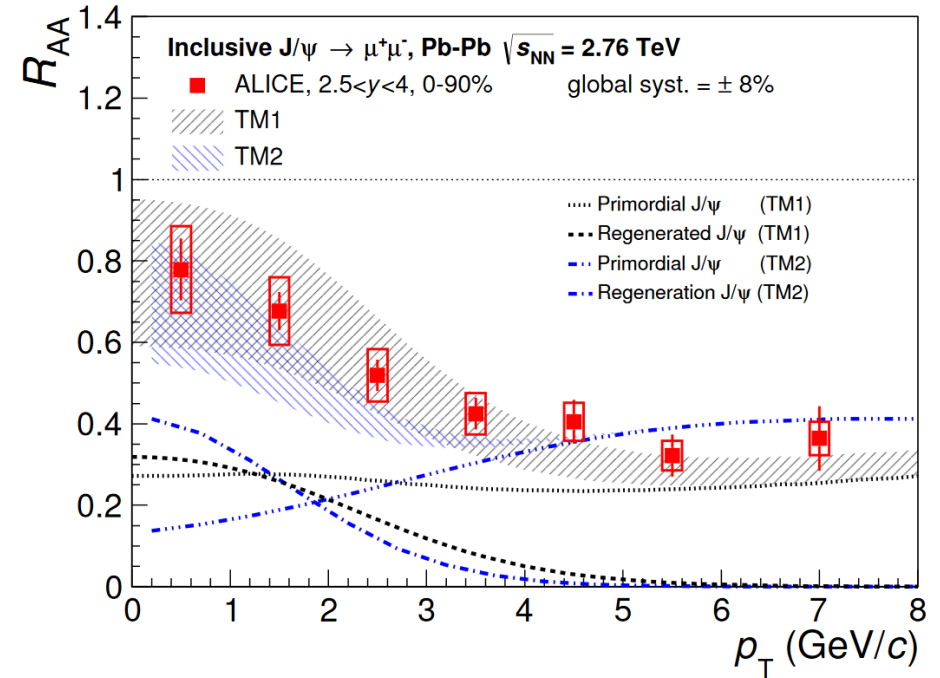 R_AA
Inclusive J/ψ → μ⁺μ⁻, Pb-Pb √s_NN = 2.76 TeV
ALICE, 2.5<y<4, 0-90% global syst. = ± 8%
TM1
TM2
Primordial J/ψ (TM1)
Regenerated J/ψ (TM1)
Primordial J/ψ (TM2)
Regeneration J/ψ (TM2)
1.4
1.2
1
0.8
0.6
0.4
0.2
0
0 1 2 3 4 5 6 7 8
p_T (GeV/c)